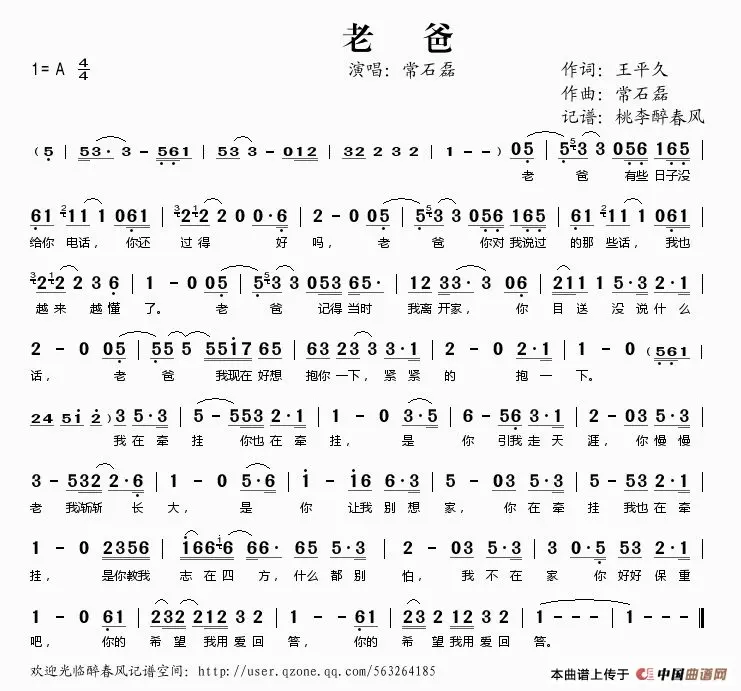 老 爸
1=A 4/4 演唱：常石磊 作词：王平久
作曲：常石磊
记谱：桃李醉春风
(5 | 53· 3 - 561 | 53 3 - 012 | 32 2 3 2 | 1 - -) 05 | 5 53 3 056 165 |
老 爸 有些 日子没
61 211 1 061 | 32122 2 0 0·6 | 2 - 0 05 | 5 53 3 056 165 | 61 211 1 061 |
给你 电话， 你还 过得 好 吗， 老 爸 你对 我说过 的那 些话， 我也
32122 2 3 6 | 1 - 0 05 | 5 53 3 053 65· | 12 33· 3 06 | 211 1 5·3 2·1 |
越来 越懂 了。 老 爸 记得 当时 我离开家， 你 目送 没说什么
2 - 0 05 | 55 5 5517 65 | 63 23 3 3·1 | 2 - 0 2·1 | 1 - 0 (561 |
话， 老 爸 我现在好想 抱你一下， 紧紧 的 抱一 下。
24 51 2·) 3 5·3 | 5 - 553 2·1 | 1 - 0 3·5 | 6 - 56 3·1 | 2 - 03 5·3 |
我在牵 挂 你也在牵 挂， 是 你 引我走天 涯， 你慢慢
3 - 532 2·6 | 1 - 0 5·6 | i - i6 6·3 | 5 - 03 5·3 | 5 - 03 2·1 |
老 我渐渐 长 大， 是 你 让我别想 家， 你在牵 挂 我也在牵
1 - 0 2356 | i66i6 66· 65 3·1 | 2 - 03 5·3 | 3 0·5 3 2·1 |
挂， 是你教我 志在四方，什么 都别 怕， 我不在 家 你好好保重
1 - 0 61 | 232 212 3 2 | 1 - - 61 | 23 212 3 2 | 1 - - - | 1 - - - ‖
吧， 你的 希望 我用爱回 答， 你的 希望我用爱回 答。
欢迎光临醉春风记谱空间：http://user.qzone.qq.com/563264185 本曲谱上传于 中国曲谱网